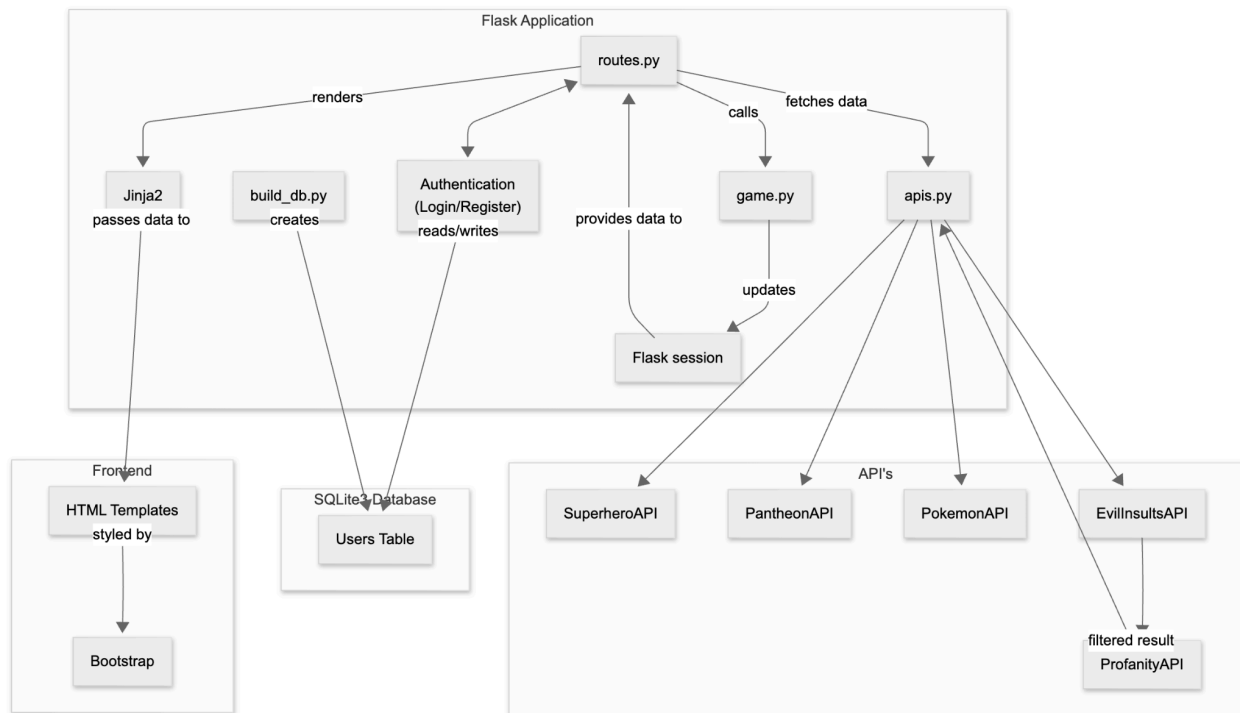 Flask Application
routes.py
renders
calls
fetches data
Jinja2
passes data to
build_db.py
creates
Authentication
(Login/Register)
reads/writes
provides data to
game.py
apis.py
updates
Flask session
Frontend
HTML Templates
styled by
Bootstrap
SQLite3 Database
Users Table
API's
SuperheroAPI
PantheonAPI
PokemonAPI
EvilInsultsAPI
filtered result
ProfanityAPI